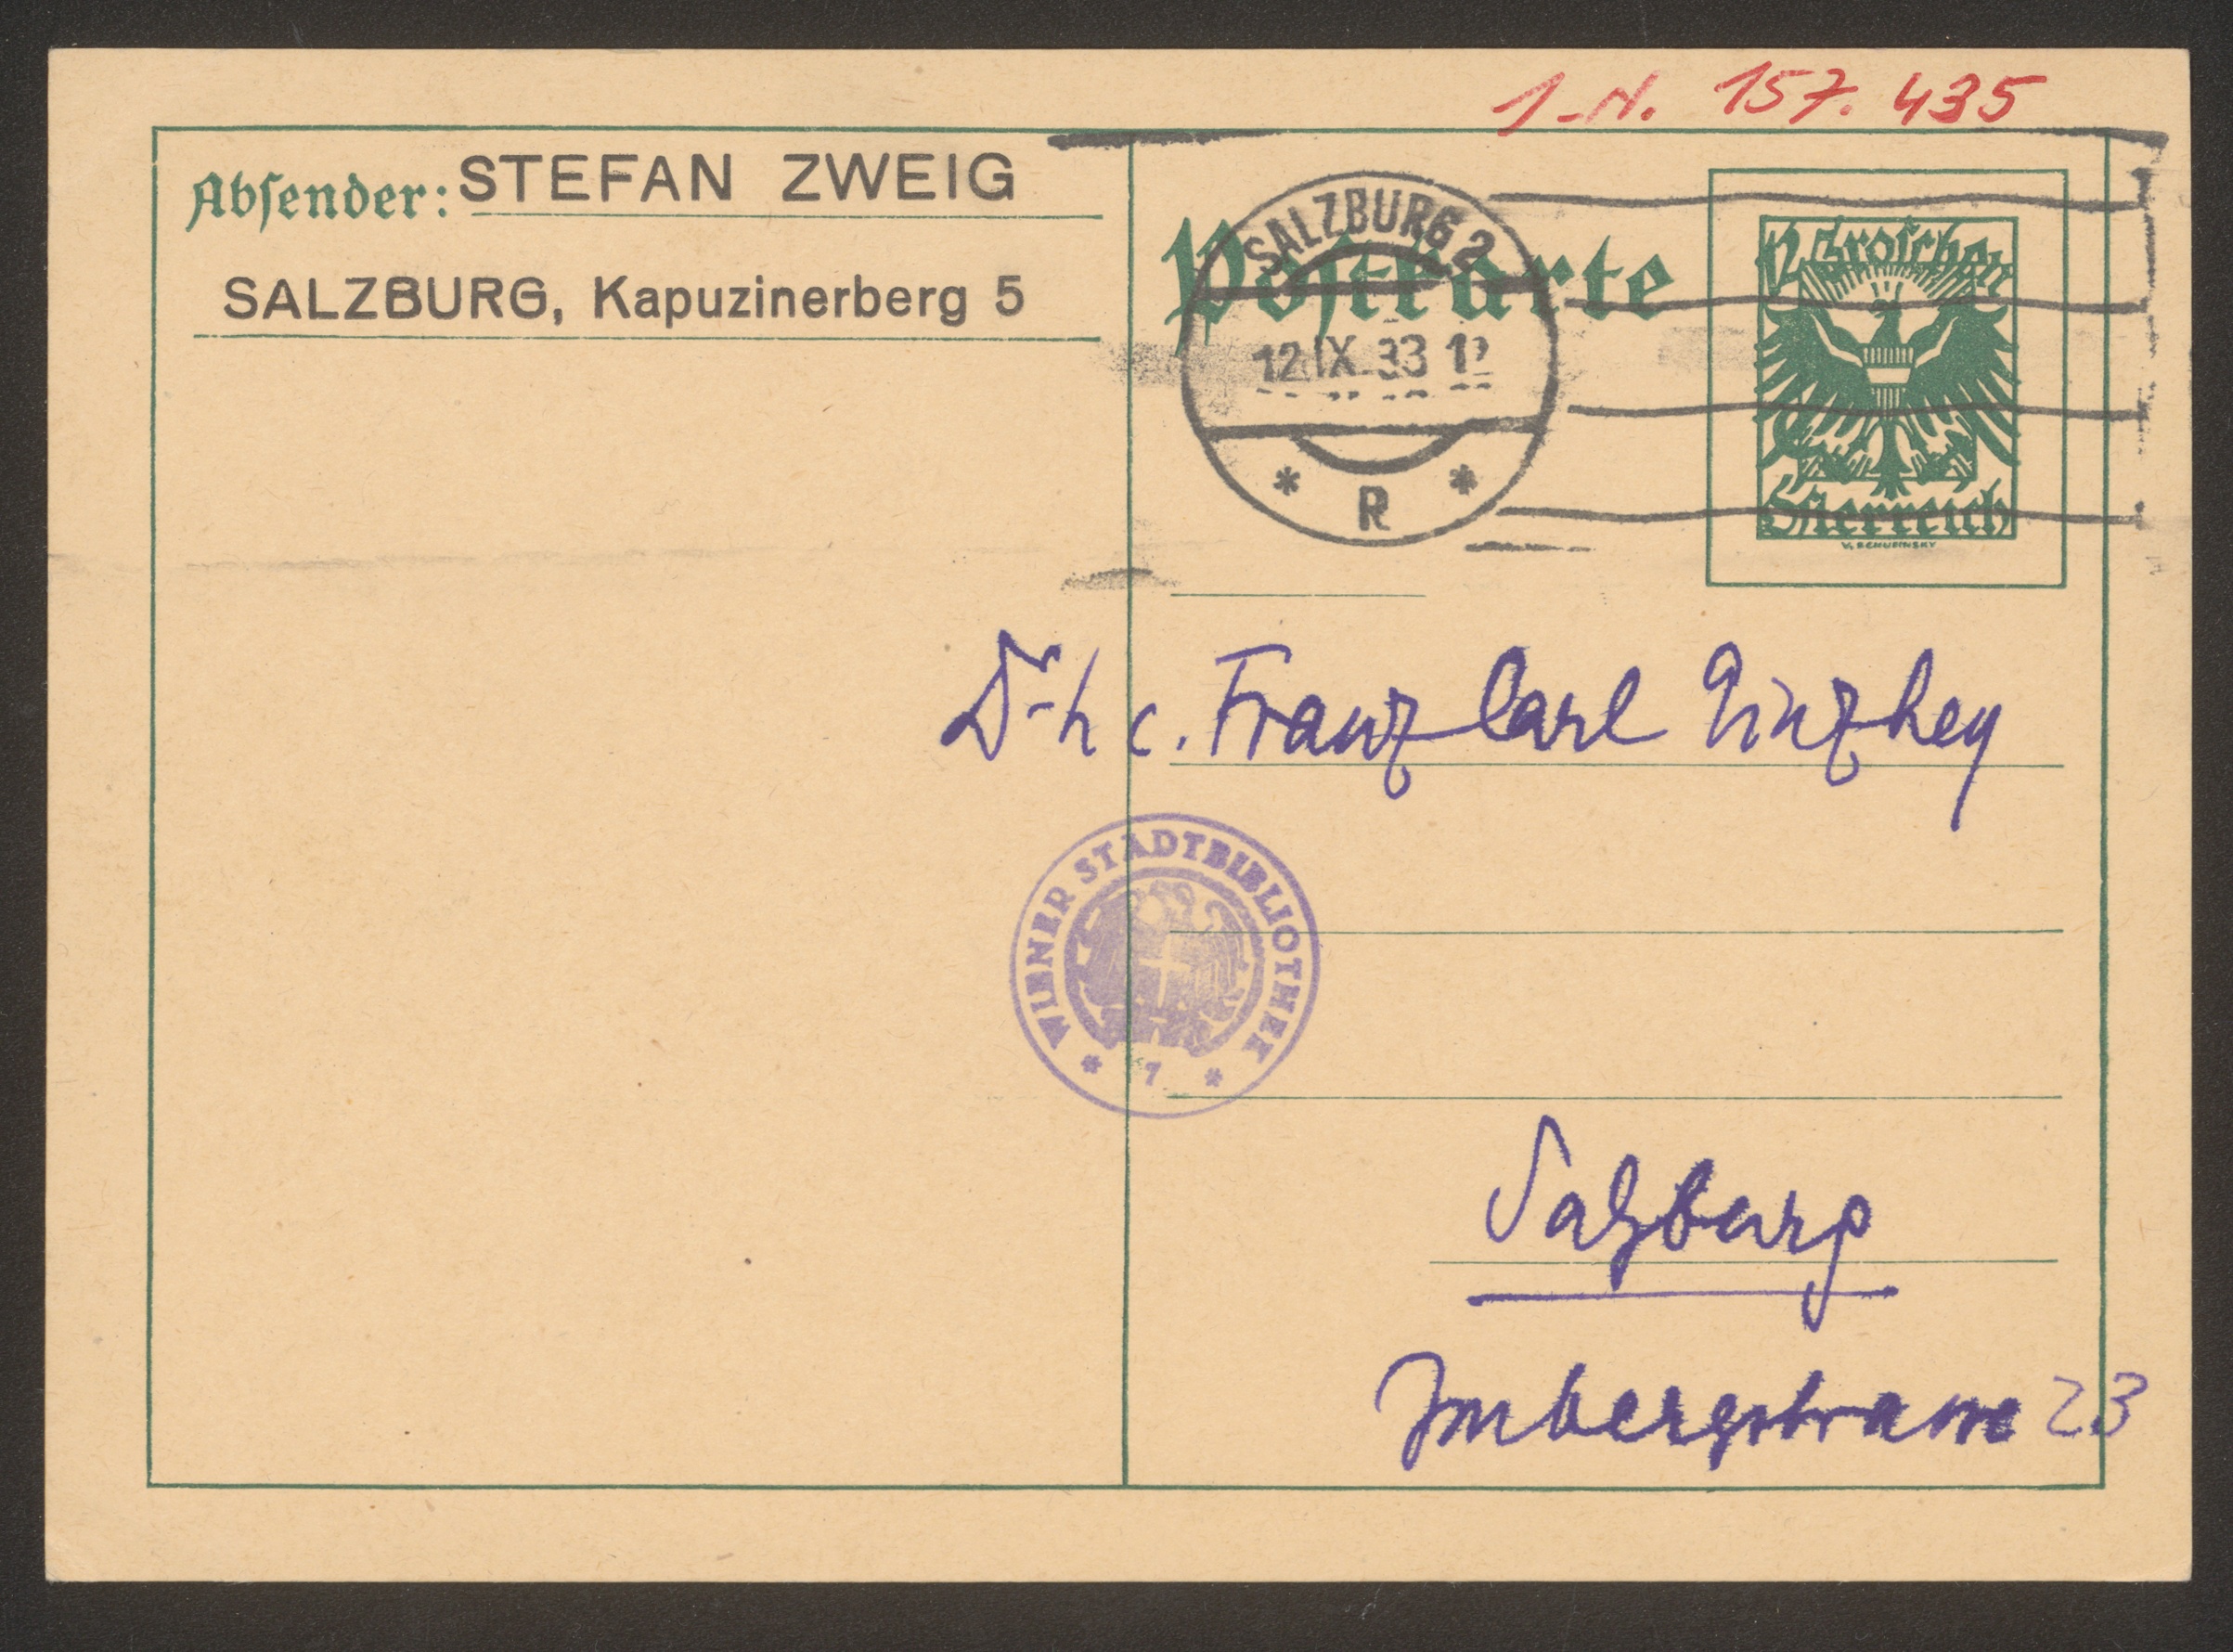 1-N. 157.435
Absender: STEFAN ZWEIG
SALZBURG, Kapuzinerberg 5
Postkarte
SALZBURG 2
12.IX.33
* R *
12 Groschen
Österreich
Dr h c. Franz Carl Ginzkey
WIENER STADTBIBLIOTHEK
* 7 *
Salzburg
Imbergstrasse 23